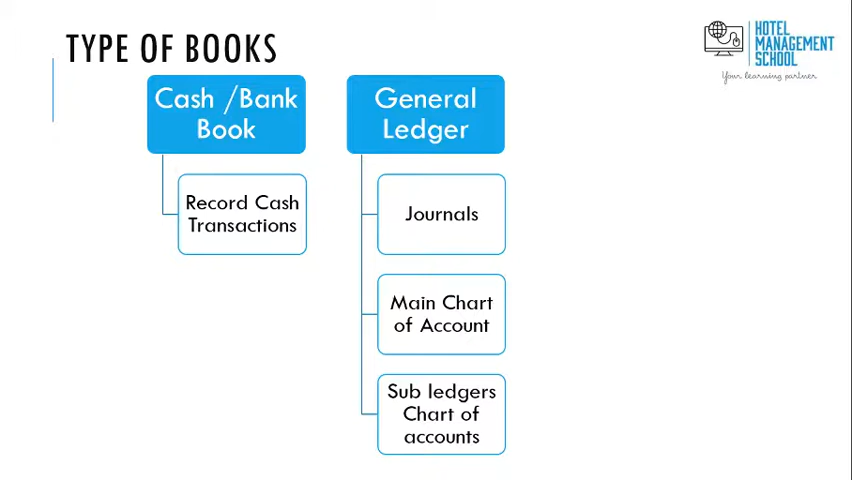 TYPE OF BOOKS
HOTEL
MANAGEMENT
SCHOOL
Your learning partner
Cash /Bank
Book
Record Cash
Transactions
General
Ledger
Journals
Main Chart
of Account
Sub ledgers
Chart of
accounts